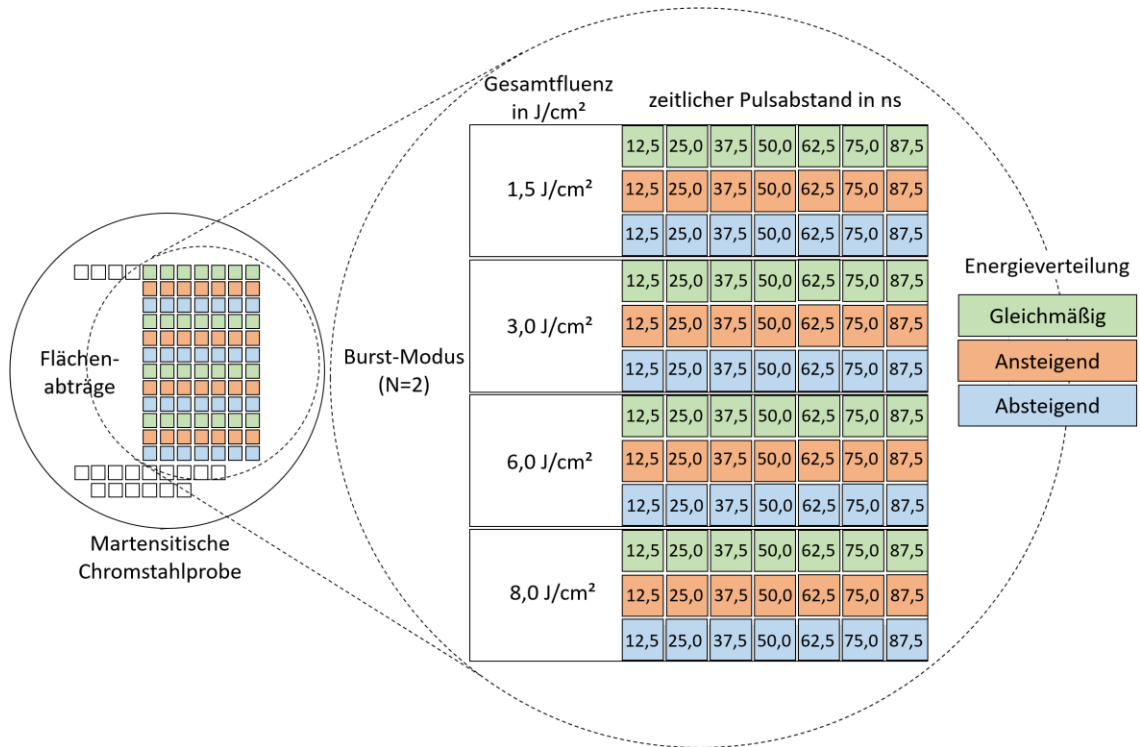 Gesamtfluenz
in J/cm²
zeitlicher Pulsabstand in ns
12,5 25,0 37,5 50,0 62,5 75,0 87,5
1,5 J/cm²
12,5 25,0 37,5 50,0 62,5 75,0 87,5
12,5 25,0 37,5 50,0 62,5 75,0 87,5
12,5 25,0 37,5 50,0 62,5 75,0 87,5
3,0 J/cm²
12,5 25,0 37,5 50,0 62,5 75,0 87,5
12,5 25,0 37,5 50,0 62,5 75,0 87,5
12,5 25,0 37,5 50,0 62,5 75,0 87,5
6,0 J/cm²
12,5 25,0 37,5 50,0 62,5 75,0 87,5
12,5 25,0 37,5 50,0 62,5 75,0 87,5
12,5 25,0 37,5 50,0 62,5 75,0 87,5
8,0 J/cm²
12,5 25,0 37,5 50,0 62,5 75,0 87,5
12,5 25,0 37,5 50,0 62,5 75,0 87,5
Flächen-
abträge
Burst-Modus
(N=2)
Martensitische
Chromstahlprobe
Energieverteilung
Gleichmäßig
Ansteigend
Absteigend